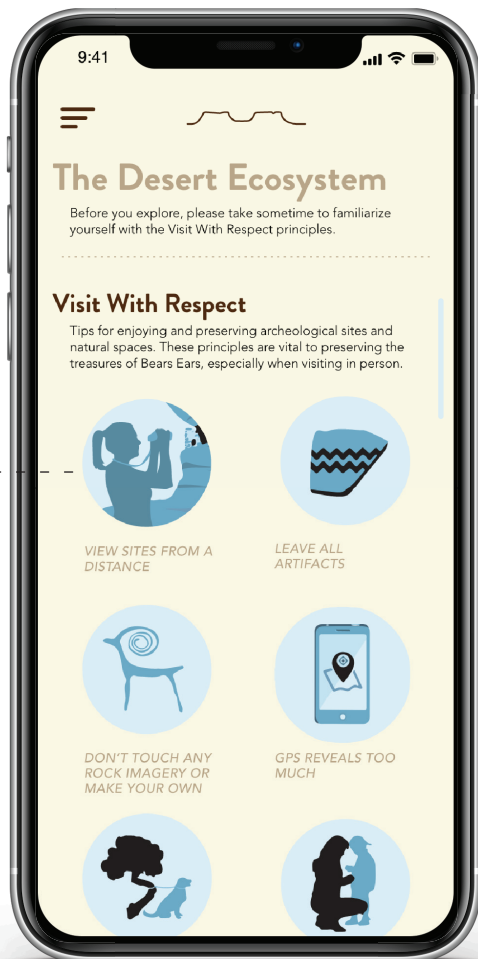 9:41
The Desert Ecosystem
Before you explore, please take sometime to familiarize
yourself with the Visit With Respect principles.
Visit With Respect
Tips for enjoying and preserving archeological sites and
natural spaces. These principles are vital to preserving the
treasures of Bears Ears, especially when visiting in person.
VIEW SITES FROM A
DISTANCE
LEAVE ALL
ARTIFACTS
DON'T TOUCH ANY
ROCK IMAGERY OR
MAKE YOUR OWN
GPS REVEALS TOO
MUCH